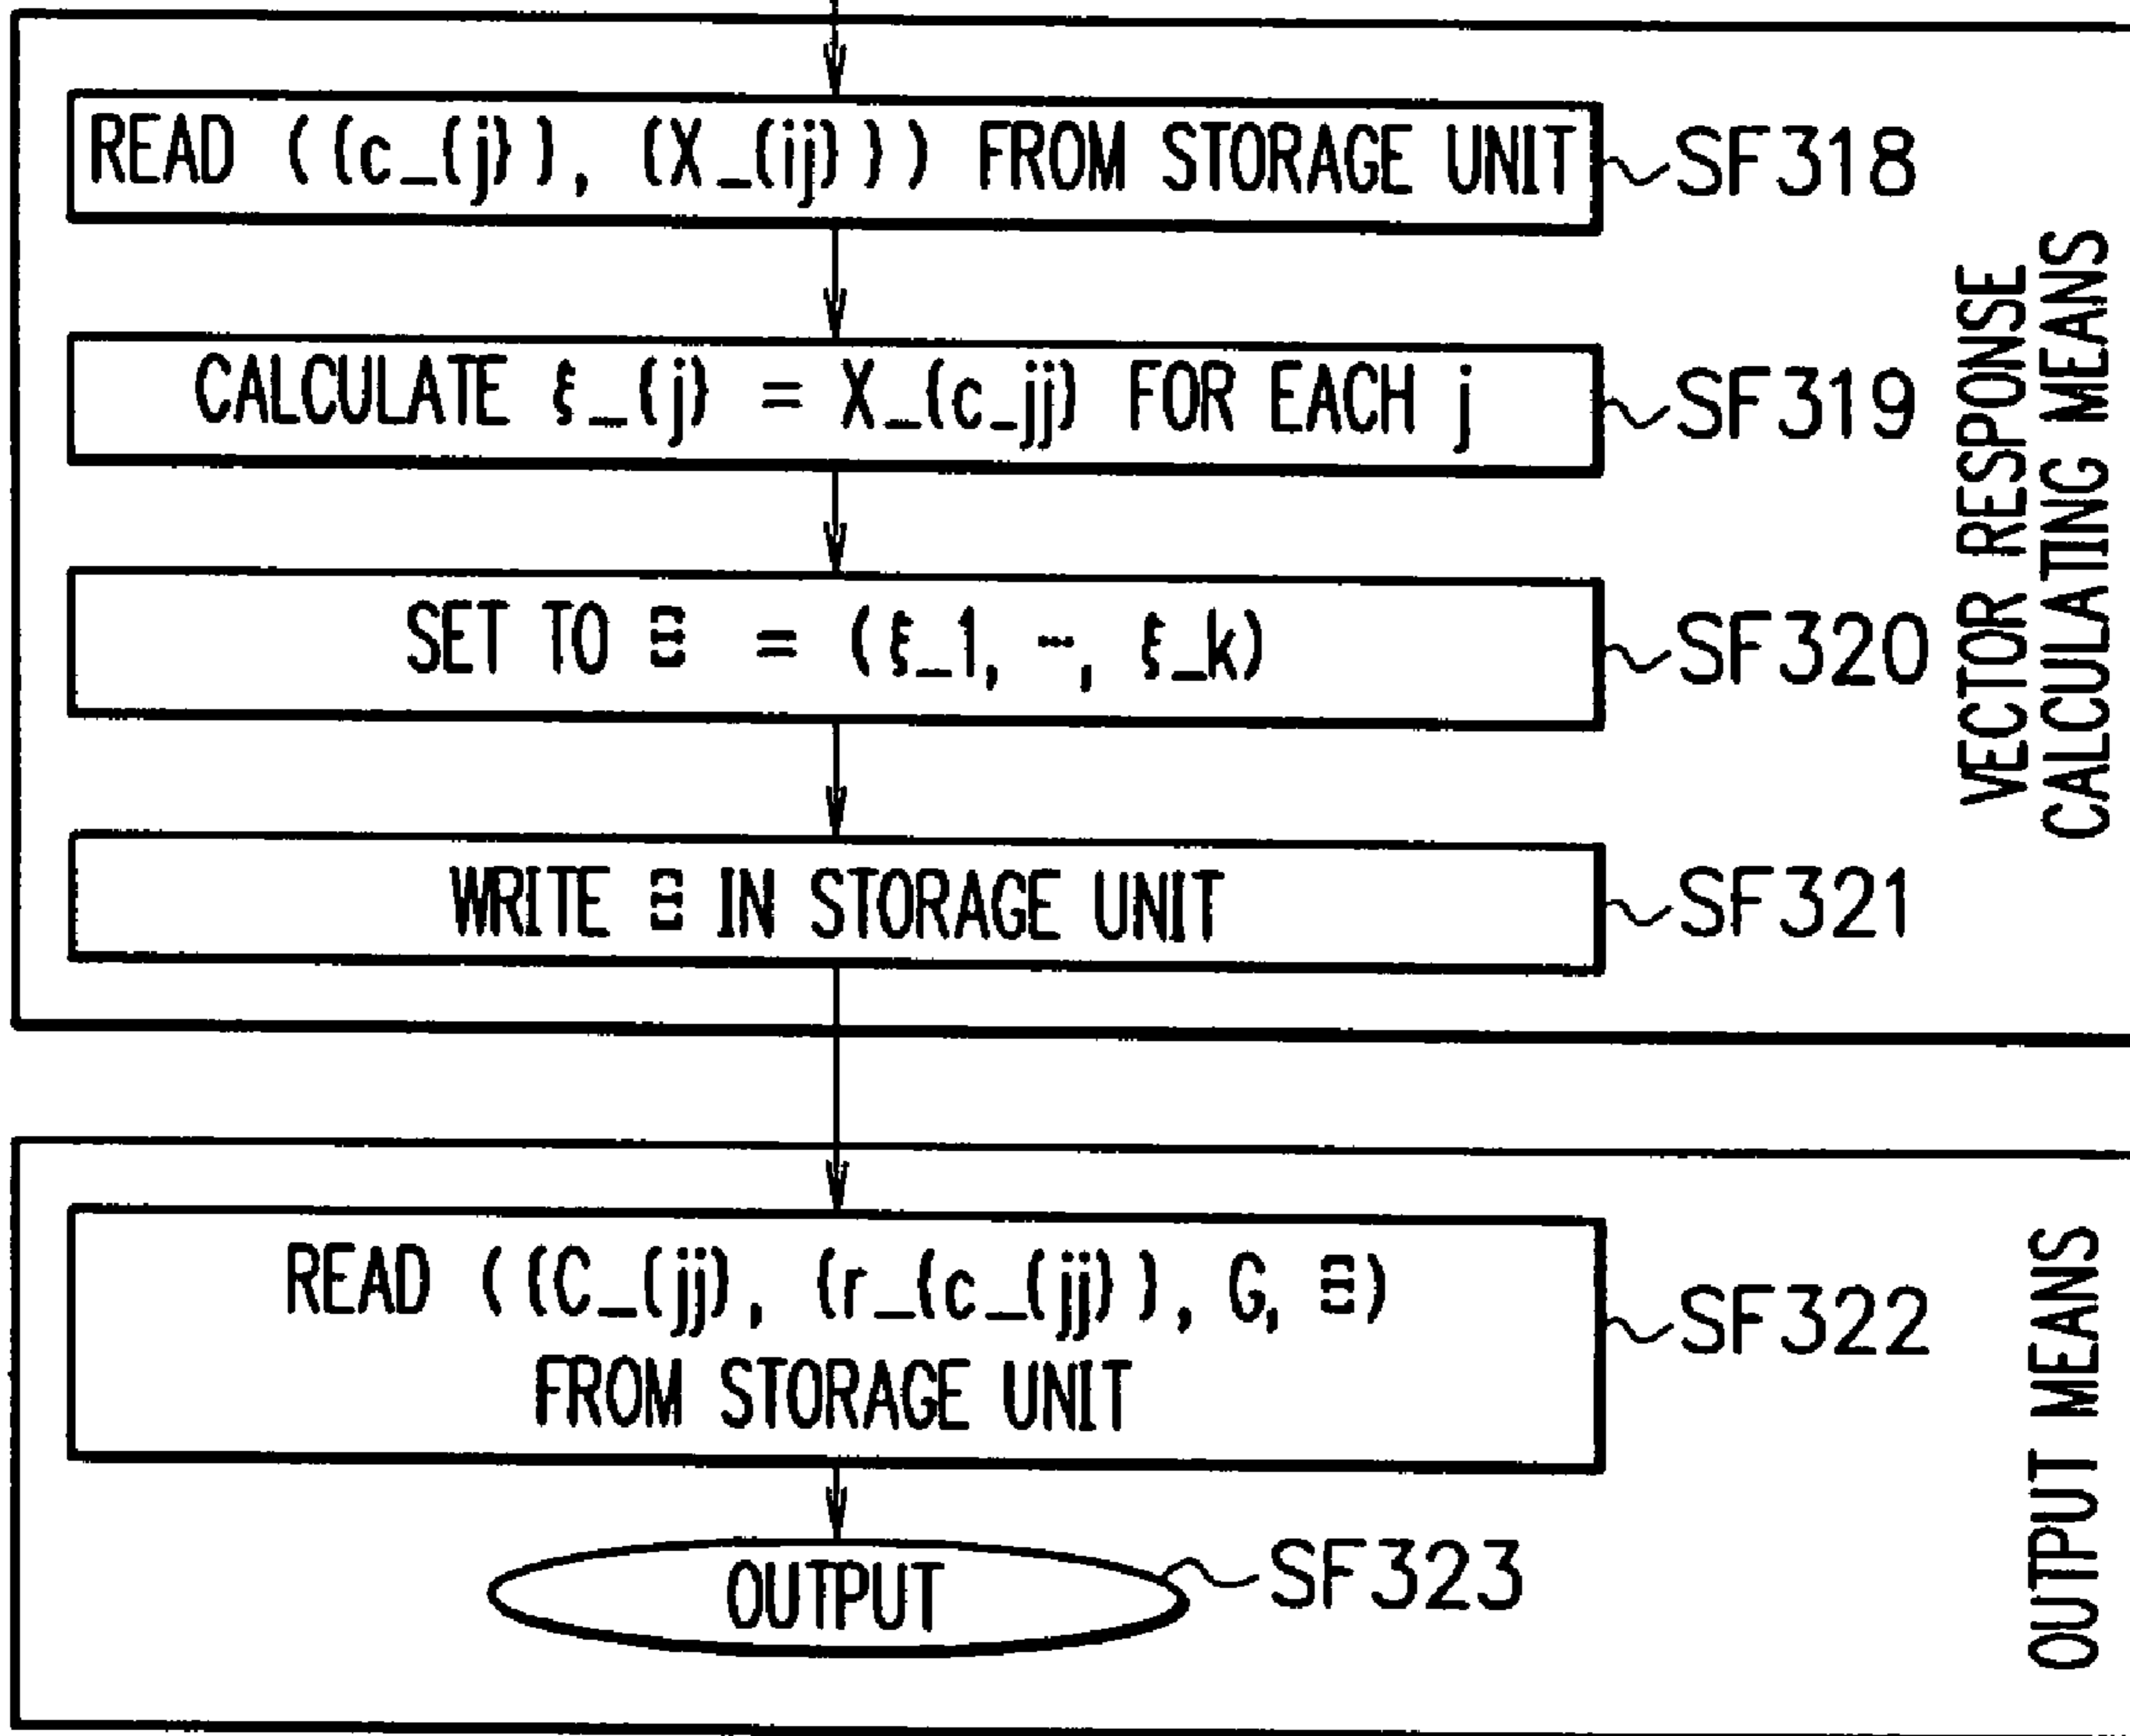 READ ((c_(j)), (X_(ij))) FROM STORAGE UNIT
SF318
CALCULATE ξ_(j) = X_(c_jj) FOR EACH j
SF319
SET TO Ξ = (ξ_1, ~, ξ_k)
SF320
WRITE Ξ IN STORAGE UNIT
SF321
VECTOR RESPONSE
CALCULATING MEANS
READ ((C_(jj), (r_(c_(jj)), G, Ξ)
FROM STORAGE UNIT
SF322
OUTPUT
SF323
OUTPUT MEANS